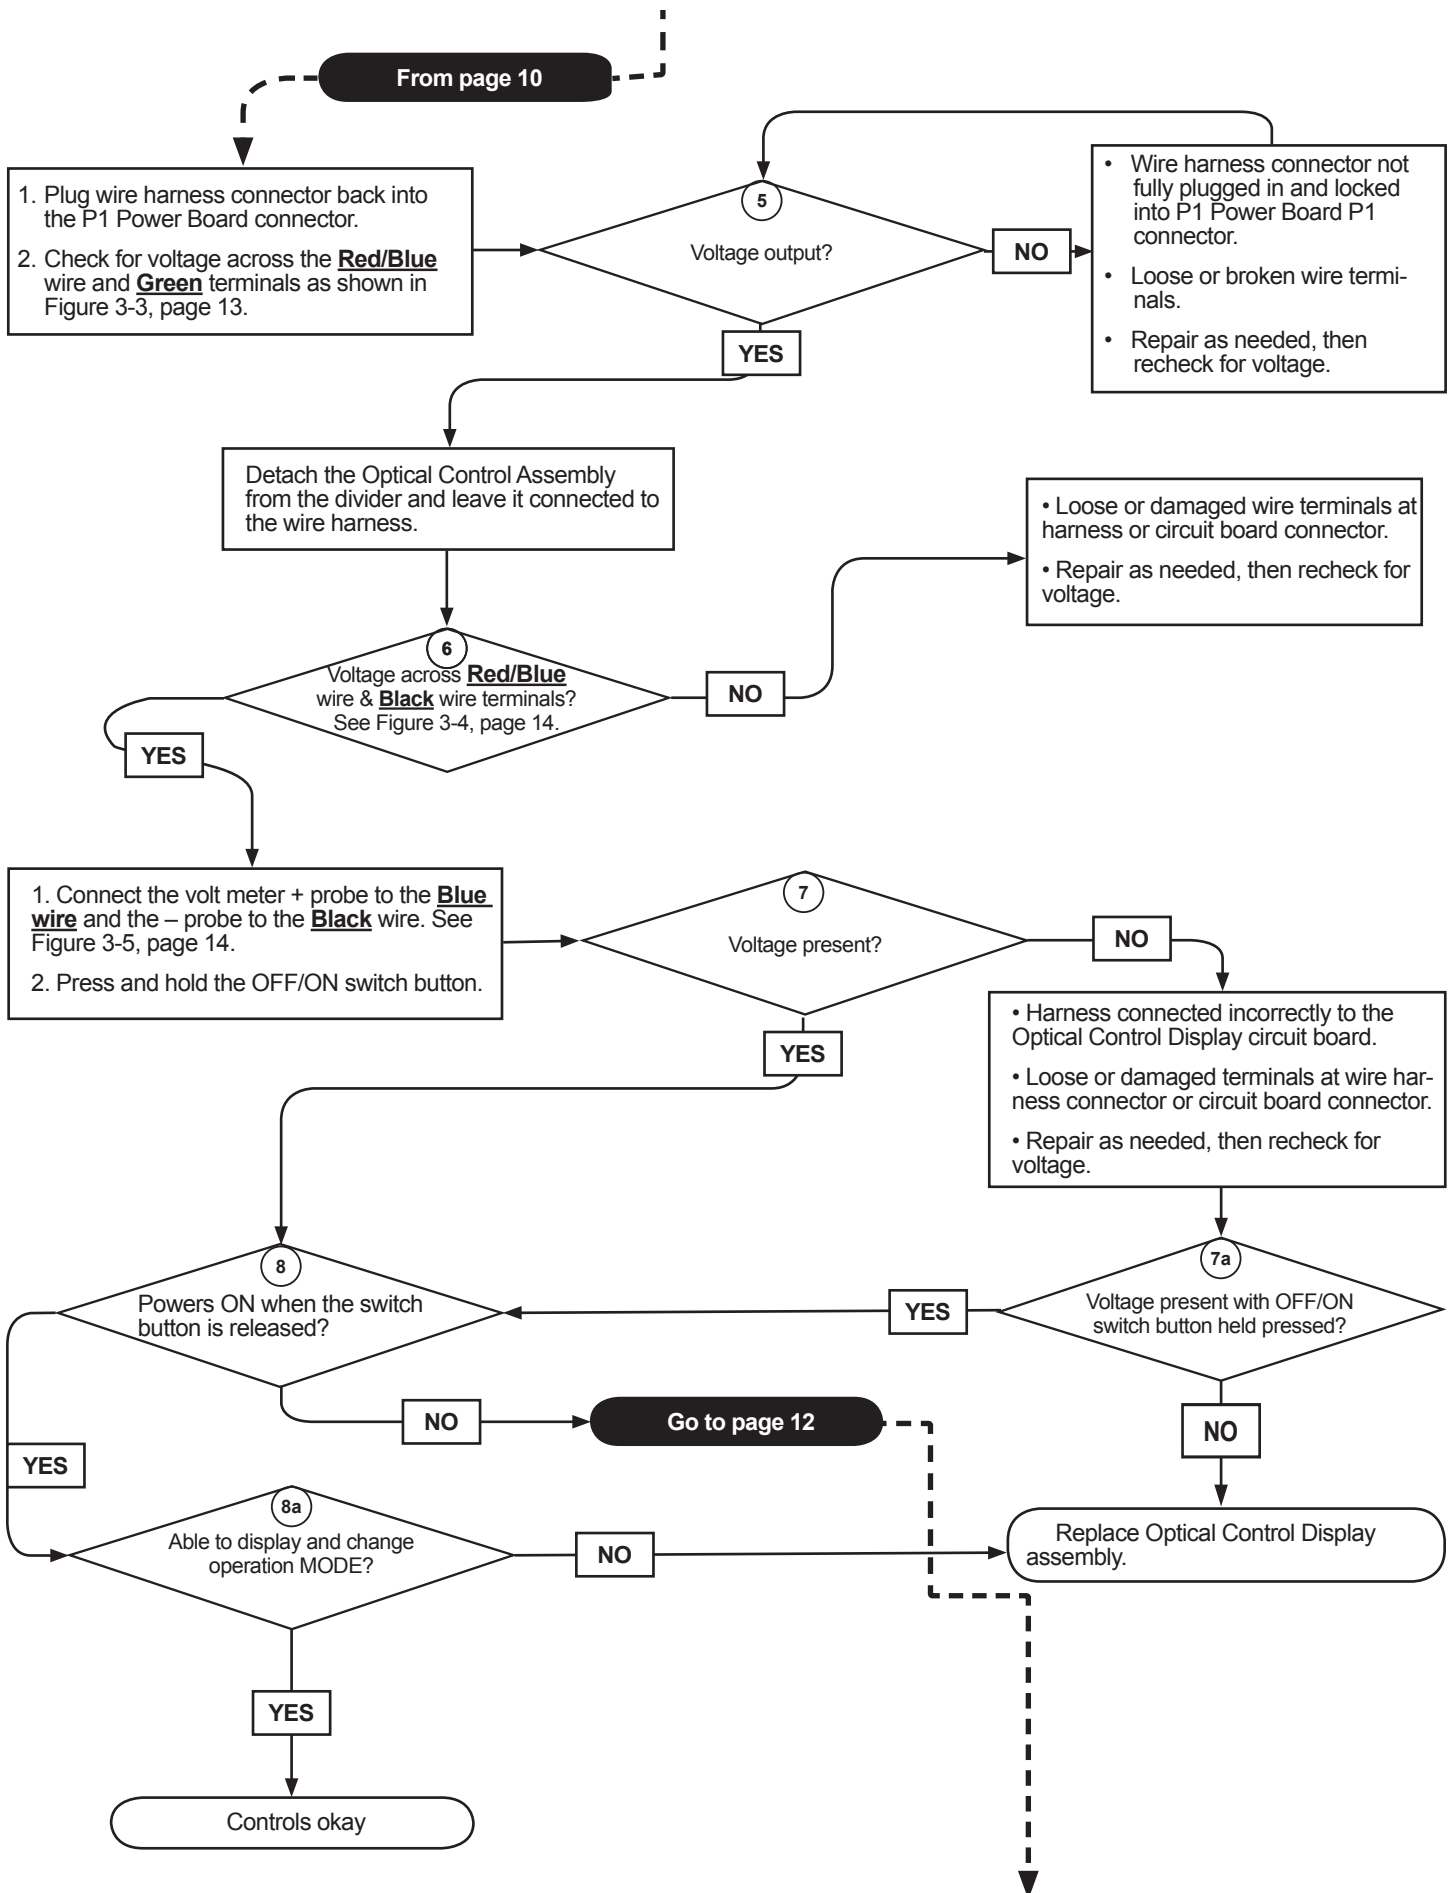 From page 10
1. Plug wire harness connector back into
the P1 Power Board connector.
2. Check for voltage across the Red/Blue
wire and Green terminals as shown in
Figure 3-3, page 13.
5
Voltage output?
NO
• Wire harness connector not
fully plugged in and locked
into P1 Power Board P1
connector.
• Loose or broken wire termi-
nals.
• Repair as needed, then
recheck for voltage.
YES
Detach the Optical Control Assembly
from the divider and leave it connected to
the wire harness.
6
Voltage across Red/Blue
wire & Black wire terminals?
See Figure 3-4, page 14.
NO
• Loose or damaged wire terminals at
harness or circuit board connector.
• Repair as needed, then recheck for
voltage.
YES
1. Connect the volt meter + probe to the Blue
wire and the – probe to the Black wire. See
Figure 3-5, page 14.
2. Press and hold the OFF/ON switch button.
7
Voltage present?
NO
• Harness connected incorrectly to the
Optical Control Display circuit board.
• Loose or damaged terminals at wire har-
ness connector or circuit board connector.
• Repair as needed, then recheck for
voltage.
YES
7a
Voltage present with OFF/ON
switch button held pressed?
YES
8
Powers ON when the switch
button is released?
NO
Go to page 12
NO
YES
8a
Able to display and change
operation MODE?
NO
Replace Optical Control Display
assembly.
YES
Controls okay